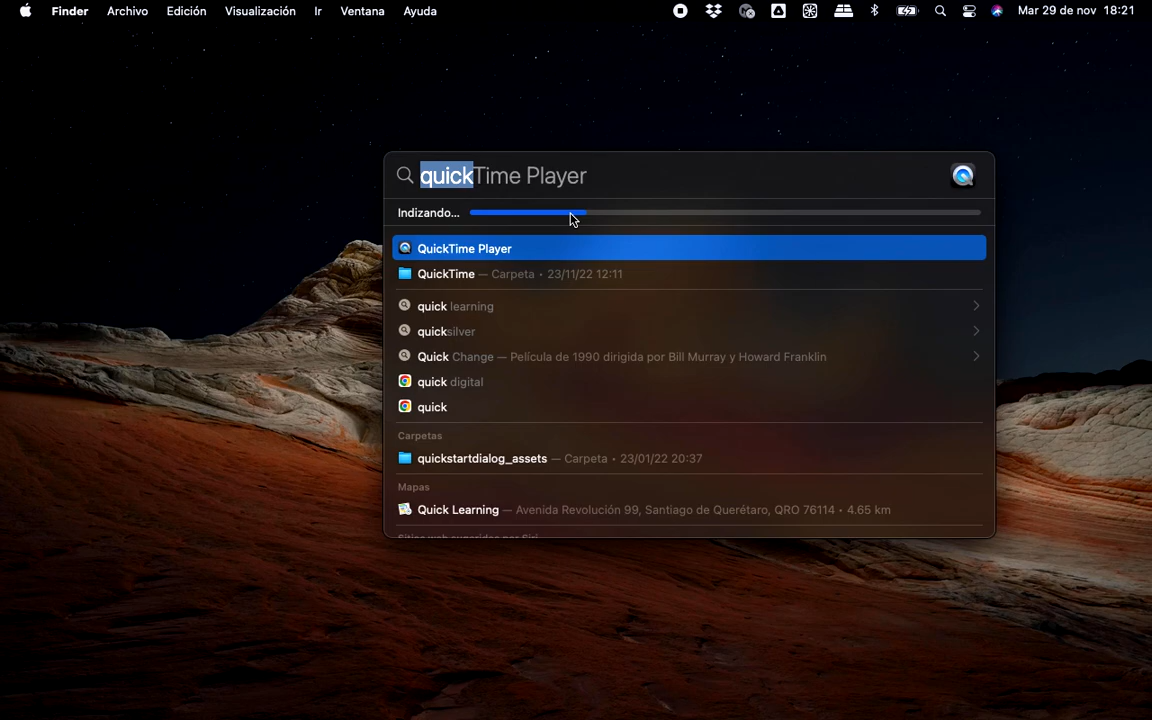 Finder Archivo Edición Visualización Ir Ventana Ayuda Mar 29 de nov 18:21
quickTime Player
Indizando...
QuickTime Player
QuickTime — Carpeta · 23/11/22 12:11
quick learning
quicksilver
Quick Change — Película de 1990 dirigida por Bill Murray y Howard Franklin
quick digital
quick
Carpetas
quickstartdialog_assets — Carpeta · 23/01/22 20:37
Mapas
Quick Learning — Avenida Revolución 99, Santiago de Querétaro, QRO 76114 · 4.65 km